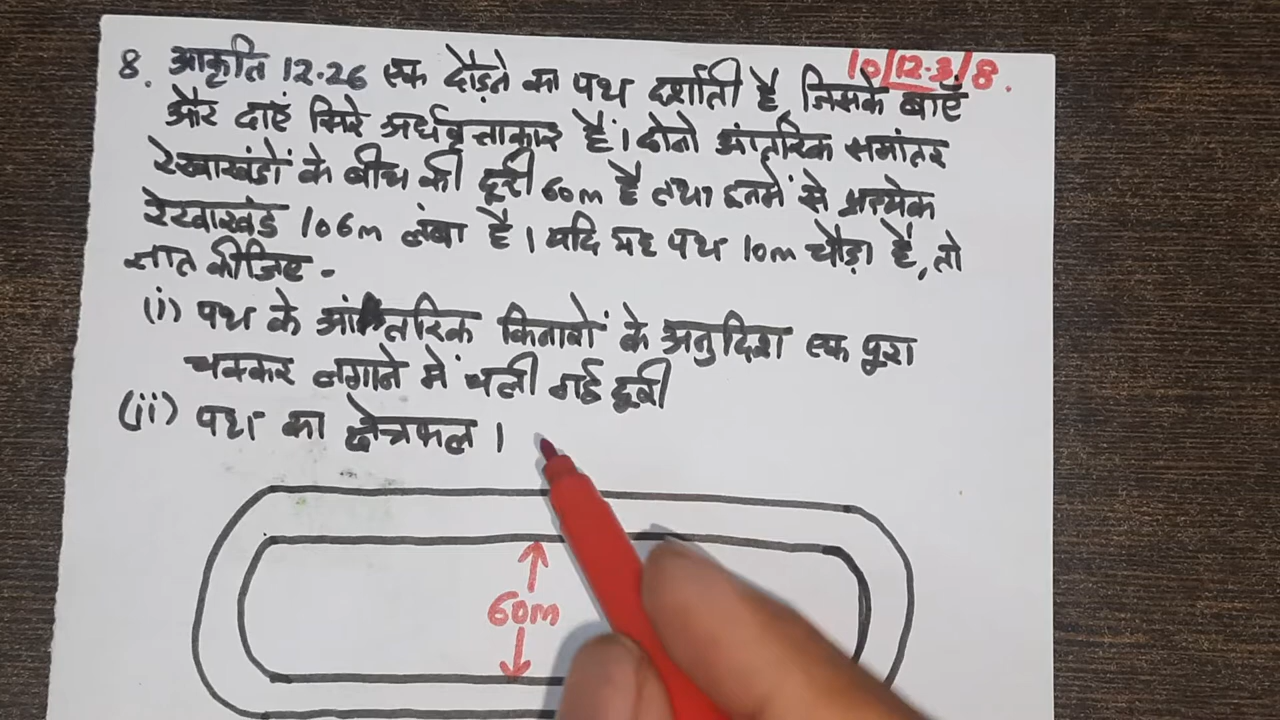 10/12.3/8.
8. आकृति 12.26 एक दौड़ने का पथ दर्शाती है, जिसके बाएँ
और दाएं सिरे अर्धवृत्ताकार हैं। दोनो आंतरिक समांतर
रेखाखंडों के बीच की दूरी 60m है तथा इनमें से प्रत्येक
रेखाखंड 106m लंबा है। यदि यह पथ 10m चौड़ा है, तो
ज्ञात कीजिए -
(i) पथ के आंतरिक किनारों के अनुदिश एक पुरा
चक्कर लगाने में चली गई दूरी
(ii) पथ का क्षेत्रफल।
60m